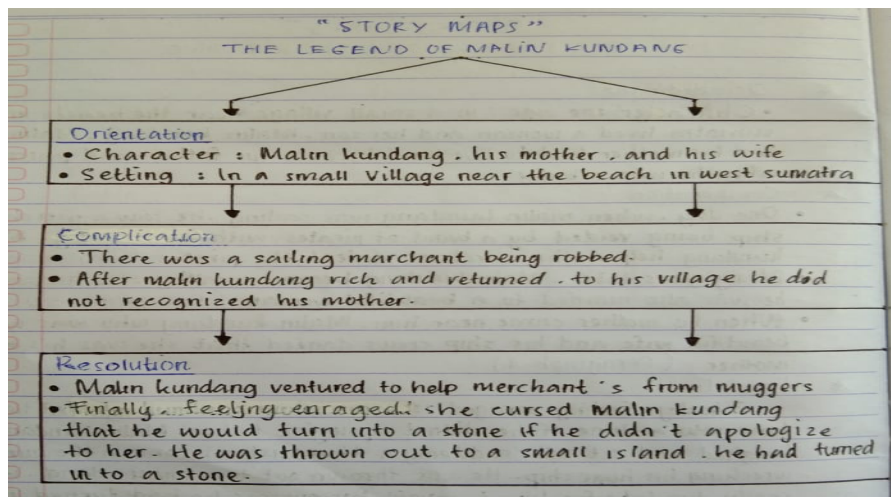 "STORY MAPS"
THE LEGEND OF MALIN KUNDANG
Orientation
• Character : Malin kundang . his mother . and his wife
• Setting : In a small village near the beach in west sumatra
Complication
• There was a sailing marchant being robbed.
• After malin kundang rich and returned . to his village he did
not recognized his mother.
Resolution
• Malin kundang ventured to help merchant's from muggers
• Finally . feeling enraged. she cursed Malin kundang
that he would turn into a stone if he didn't apologize
to her. He was thrown out to a small island . he had turned
in to a stone.